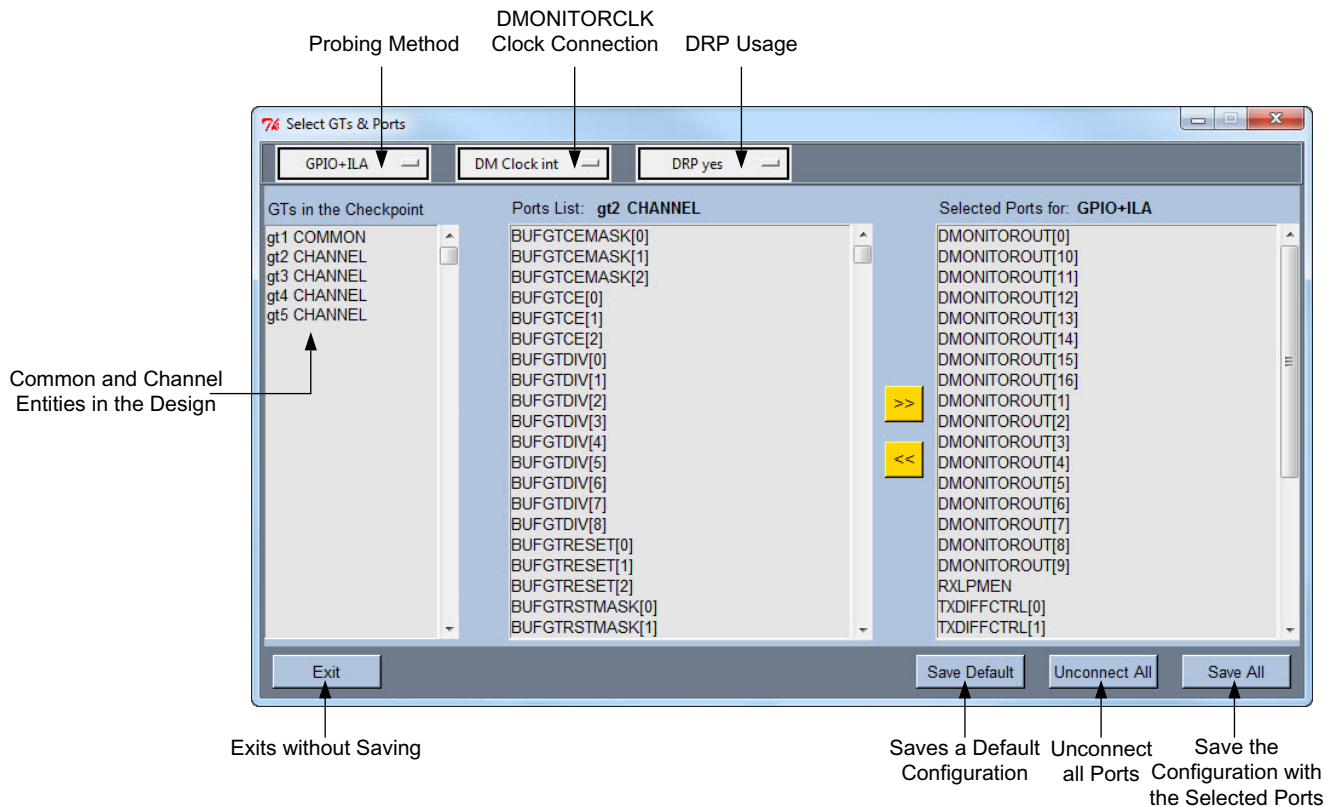 DMONITORCLK
Probing Method
Clock Connection
DRP Usage
Select GTs & Ports
GPIO+ILA
DM Clock int
DRP yes
GTs in the Checkpoint
gt1 COMMON
gt2 CHANNEL
gt3 CHANNEL
gt4 CHANNEL
gt5 CHANNEL
Common and Channel
Entities in the Design
Ports List: gt2 CHANNEL
BUFGTCEMASK[0]
BUFGTCEMASK[1]
BUFGTCEMASK[2]
BUFGTCE[0]
BUFGTCE[1]
BUFGTCE[2]
BUFGTDIV[0]
BUFGTDIV[1]
BUFGTDIV[2]
BUFGTDIV[3]
BUFGTDIV[4]
BUFGTDIV[5]
BUFGTDIV[6]
BUFGTDIV[7]
BUFGTDIV[8]
BUFGTRESET[0]
BUFGTRESET[1]
BUFGTRESET[2]
BUFGTRSTMASK[0]
BUFGTRSTMASK[1]
>>
<<
Selected Ports for: GPIO+ILA
DMONITOROUT[0]
DMONITOROUT[10]
DMONITOROUT[11]
DMONITOROUT[12]
DMONITOROUT[13]
DMONITOROUT[14]
DMONITOROUT[15]
DMONITOROUT[16]
DMONITOROUT[1]
DMONITOROUT[2]
DMONITOROUT[3]
DMONITOROUT[4]
DMONITOROUT[5]
DMONITOROUT[6]
DMONITOROUT[7]
DMONITOROUT[8]
DMONITOROUT[9]
RXLPMEN
TXDIFFCTRL[0]
TXDIFFCTRL[1]
Exit
Save Default
Unconnect All
Save All
Exits without Saving
Saves a Default
Configuration
Unconnect
all Ports
Save the
Configuration with
the Selected Ports